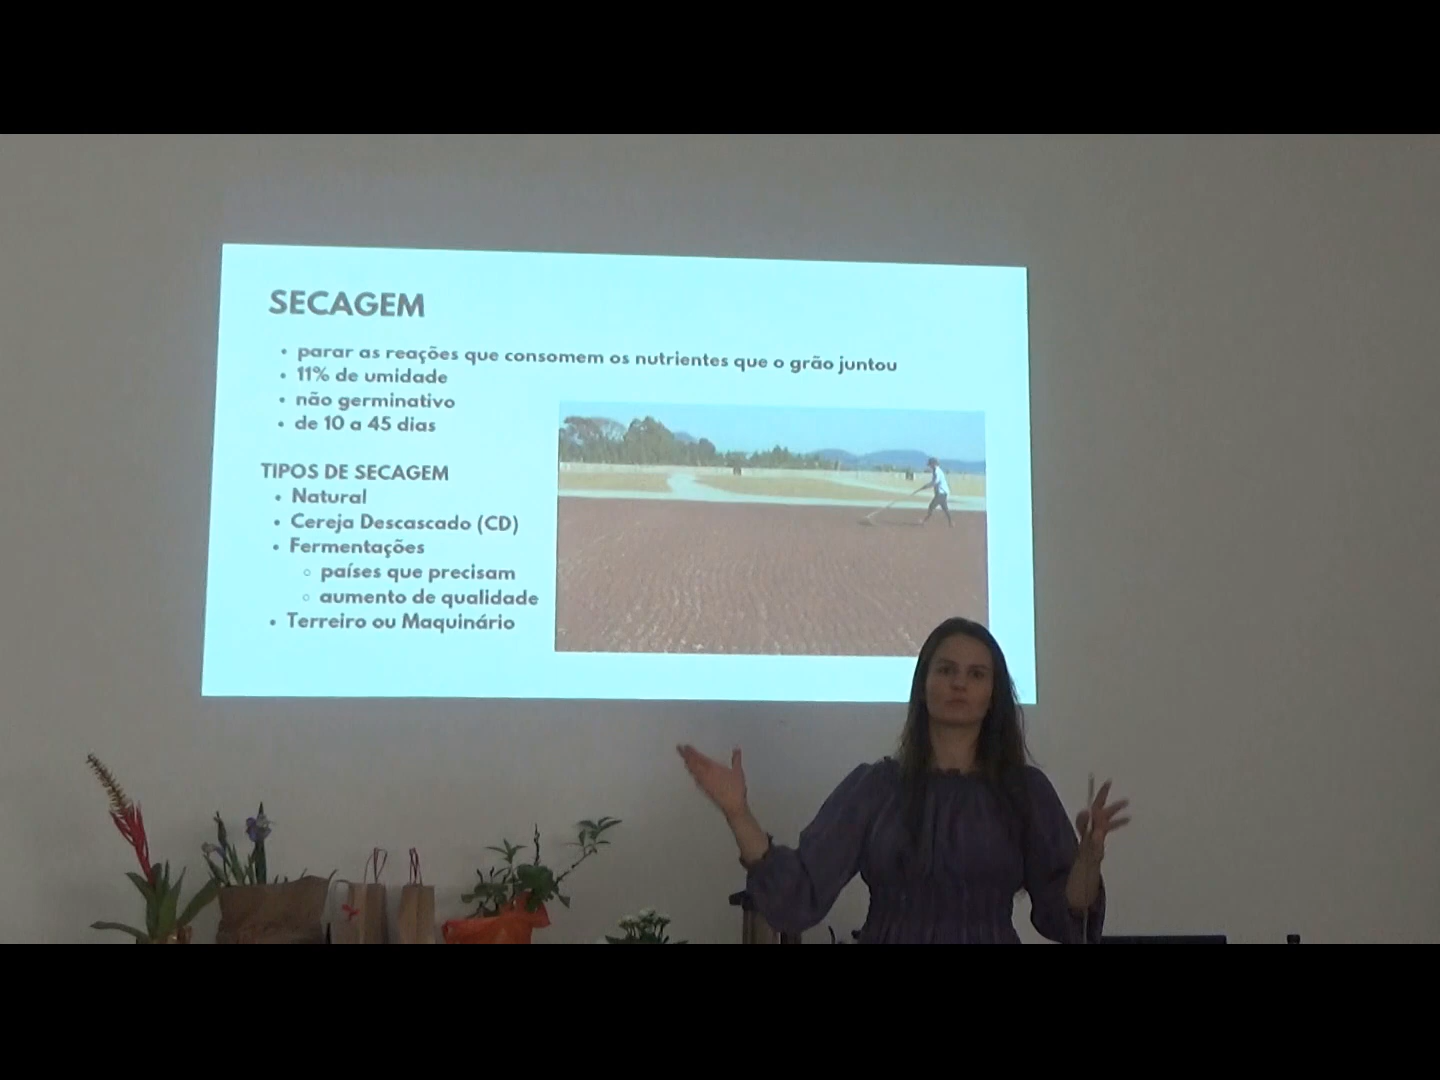 SECAGEM
• parar as reações que consomem os nutrientes que o grão juntou
• 11% de umidade
• não germinativo
• de 10 a 45 dias
TIPOS DE SECAGEM
• Natural
• Cereja Descascado (CD)
• Fermentações
◦ países que precisam
◦ aumento de qualidade
• Terreiro ou Maquinário